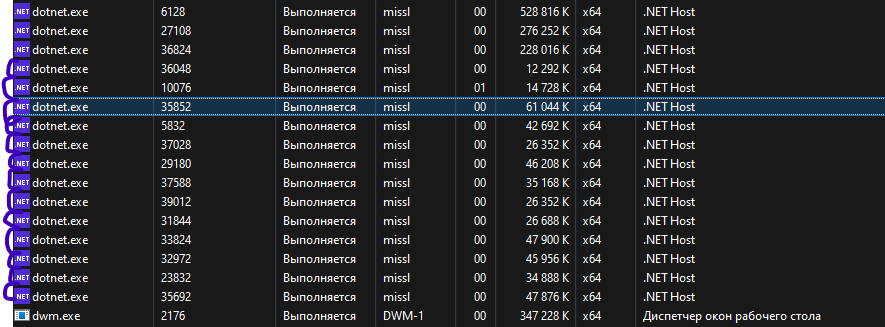 .NET dotnet.exe 6128 Выполняется missl 00 528 816 K x64 .NET Host
.NET dotnet.exe 27108 Выполняется missl 00 276 252 K x64 .NET Host
.NET dotnet.exe 36824 Выполняется missl 00 228 016 K x64 .NET Host
.NET dotnet.exe 36048 Выполняется missl 00 12 292 K x64 .NET Host
.NET dotnet.exe 10076 Выполняется missl 01 14 728 K x64 .NET Host
.NET dotnet.exe 35852 Выполняется missl 00 61 044 K x64 .NET Host
.NET dotnet.exe 5832 Выполняется missl 00 42 692 K x64 .NET Host
.NET dotnet.exe 37028 Выполняется missl 00 26 352 K x64 .NET Host
.NET dotnet.exe 29180 Выполняется missl 00 46 208 K x64 .NET Host
.NET dotnet.exe 37588 Выполняется missl 00 35 168 K x64 .NET Host
.NET dotnet.exe 39012 Выполняется missl 00 26 352 K x64 .NET Host
.NET dotnet.exe 31844 Выполняется missl 00 26 688 K x64 .NET Host
.NET dotnet.exe 33824 Выполняется missl 00 47 900 K x64 .NET Host
.NET dotnet.exe 32972 Выполняется missl 00 45 956 K x64 .NET Host
.NET dotnet.exe 23832 Выполняется missl 00 34 888 K x64 .NET Host
.NET dotnet.exe 35692 Выполняется missl 00 47 876 K x64 .NET Host
dwm.exe 2176 Выполняется DWM-1 00 347 228 K x64 Диспетчер окон рабочего стола